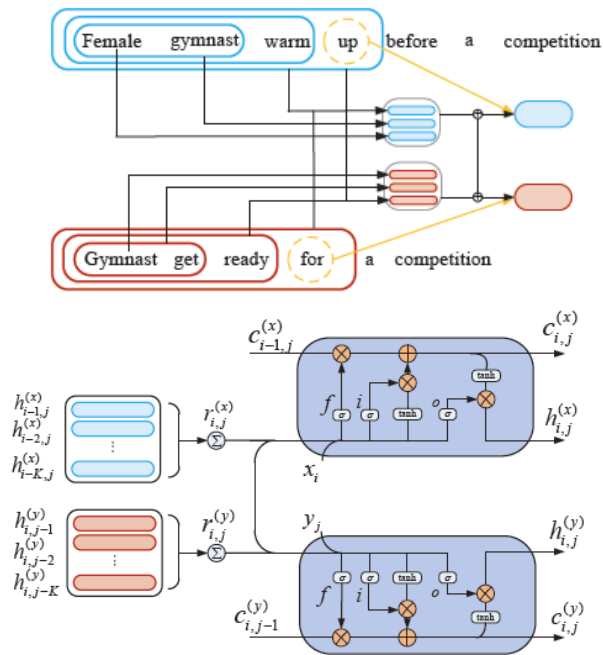 Female gymnast warm up before a competition
Gymnast get ready for a competition
c_{i-1,j}^{(x)} c_{i,j}^{(x)}
tanh
f σ i σ tanh o σ
h_{i-1,j}^{(x)}
h_{i-2,j}^{(x)}
⋮
h_{i-K,j}^{(x)}
r_{i,j}^{(x)}
Σ
h_{i,j}^{(x)}
x_i
h_{i,j-1}^{(y)}
h_{i,j-2}^{(y)}
⋮
h_{i,j-K}^{(y)}
r_{i,j}^{(y)}
Σ
y_j
h_{i,j}^{(y)}
f σ i σ tanh o σ
tanh
c_{i,j-1}^{(y)} c_{i,j}^{(y)}